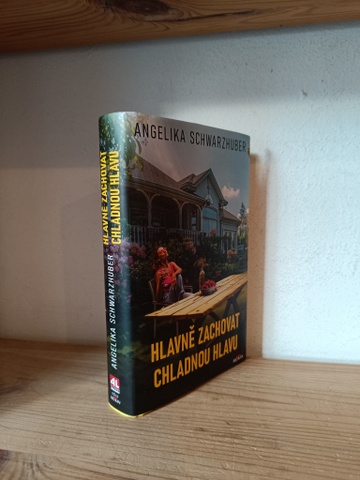 ANGELIKA SCHWARZHUBER
HLAVNĚ ZACHOVAT
CHLADNOU HLAVU
ANGELIKA SCHWARZHUBER
HLAVNĚ ZACHOVAT
CHLADNOU HLAVU